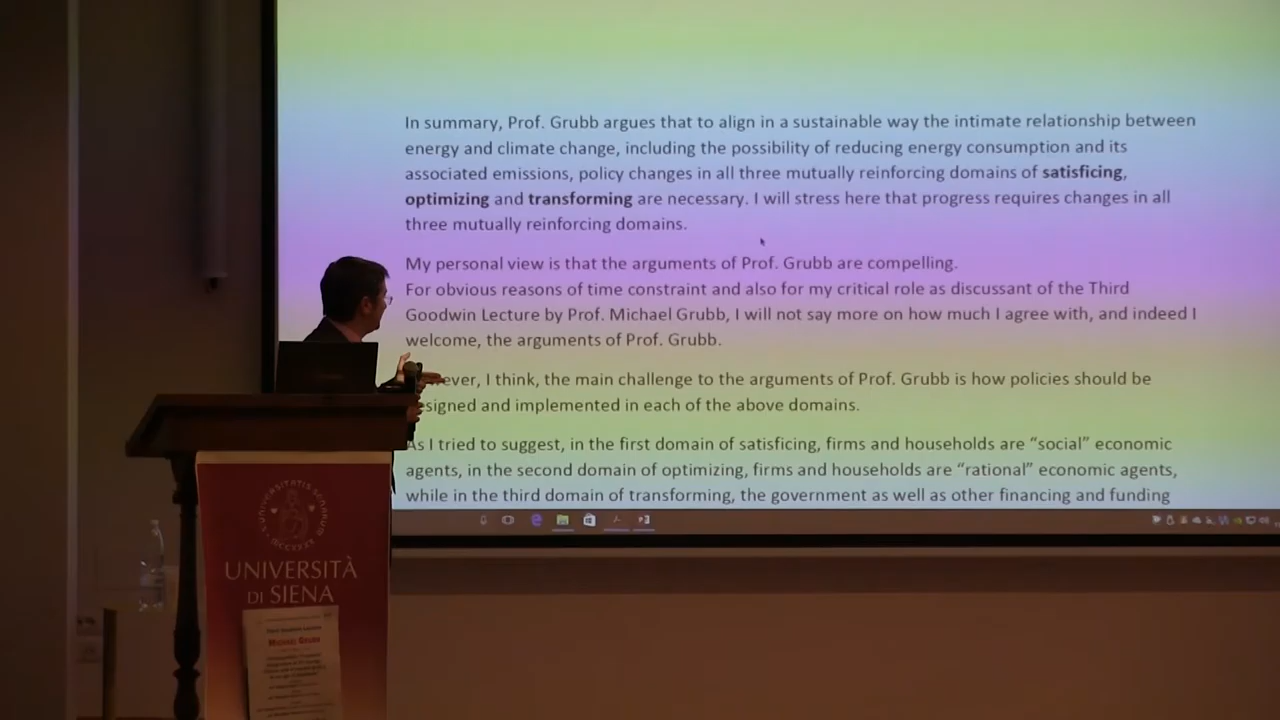 In summary, Prof. Grubb argues that to align in a sustainable way the intimate relationship between
energy and climate change, including the possibility of reducing energy consumption and its
associated emissions, policy changes in all three mutually reinforcing domains of satisficing,
optimizing and transforming are necessary. I will stress here that progress requires changes in all
three mutually reinforcing domains.
My personal view is that the arguments of Prof. Grubb are compelling.
For obvious reasons of time constraint and also for my critical role as discussant of the Third
Goodwin Lecture by Prof. Michael Grubb, I will not say more on how much I agree with, and indeed I
welcome, the arguments of Prof. Grubb.
ever, I think, the main challenge to the arguments of Prof. Grubb is how policies should be
signed and implemented in each of the above domains.
As I tried to suggest, in the first domain of satisficing, firms and households are “social” economic
agents, in the second domain of optimizing, firms and households are “rational” economic agents,
while in the third domain of transforming, the government as well as other financing and funding
UNIVERSITÀ
DI SIENA
MICHAEL GRUBB